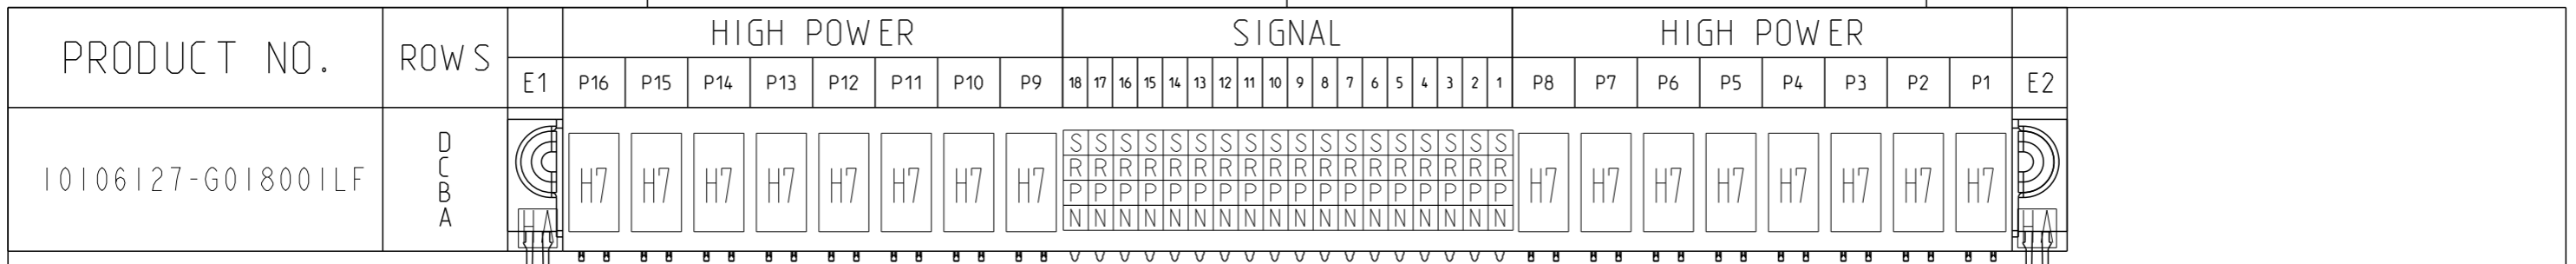 PRODUCT NO. ROWS HIGH POWER SIGNAL HIGH POWER
E1 P16 P15 P14 P13 P12 P11 P10 P9 18 17 16 15 14 13 12 11 10 9 8 7 6 5 4 3 2 1 P8 P7 P6 P5 P4 P3 P2 P1 E2
10106127-G018001LF
D
C
B
A
H7 H7 H7 H7 H7 H7 H7 H7 H7 H7 H7 H7 H7 H7 H7 H7
S S S S S S S S S S S S S S S S S S
R R R R R R R R R R R R R R R R R R
P P P P P P P P P P P P P P P P P P
N N N N N N N N N N N N N N N N N N
HA HA